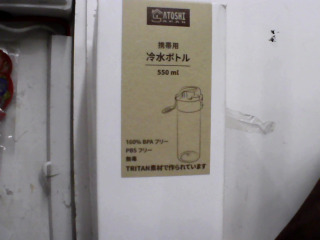 ATOSHI
携帯用
冷水ボトル
550 ml
100% BPA フリー
PBS フリー
無毒
TRITAN素材で作られています